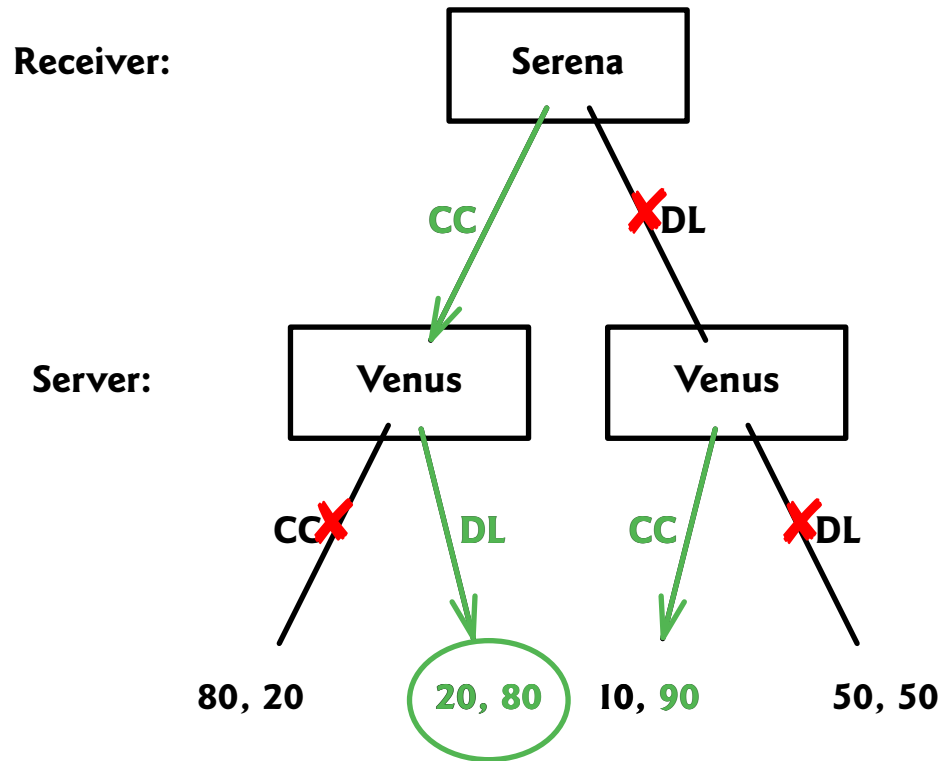 Receiver: Serena
CC DL
Server: Venus Venus
CC DL CC DL
80, 20 20, 80 10, 90 50, 50